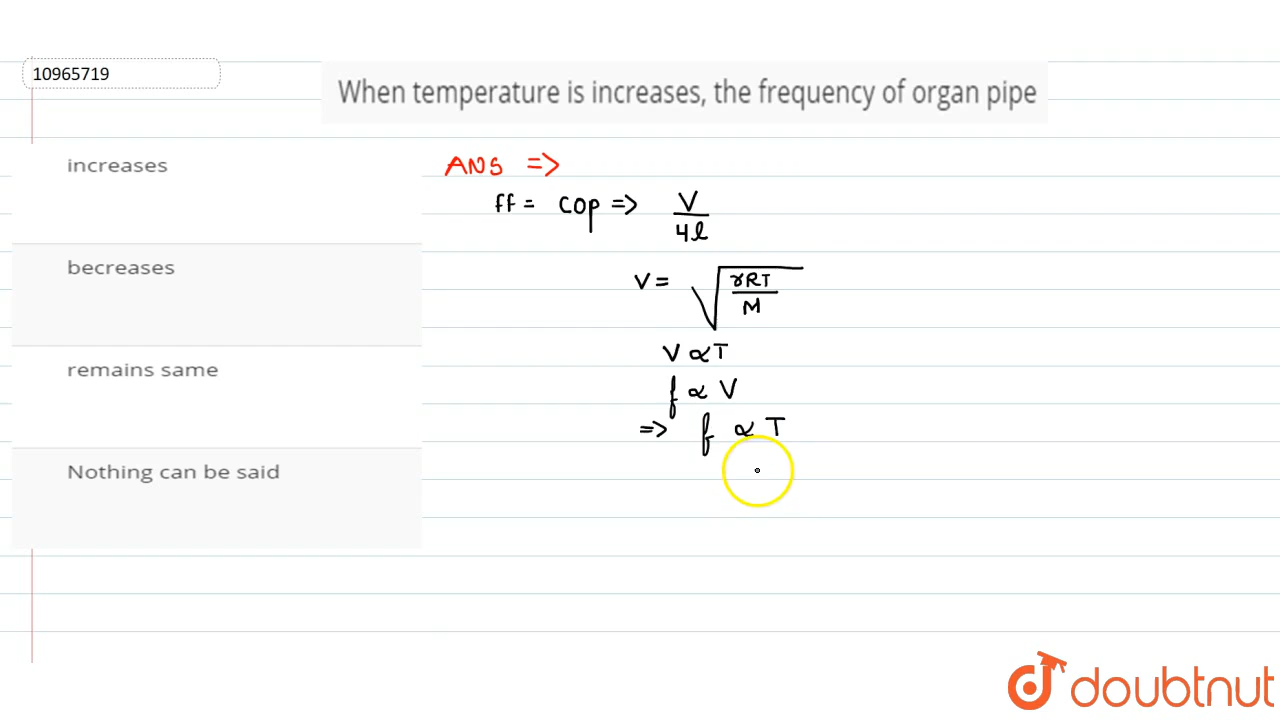 10965719
When temperature is increases, the frequency of organ pipe
increases
becreases
remains same
Nothing can be said
ANS =>
ff = COP => V/4l
V = √(γRT/M)
V ∝ T
f ∝ V
=> f ∝ T
doubtnut